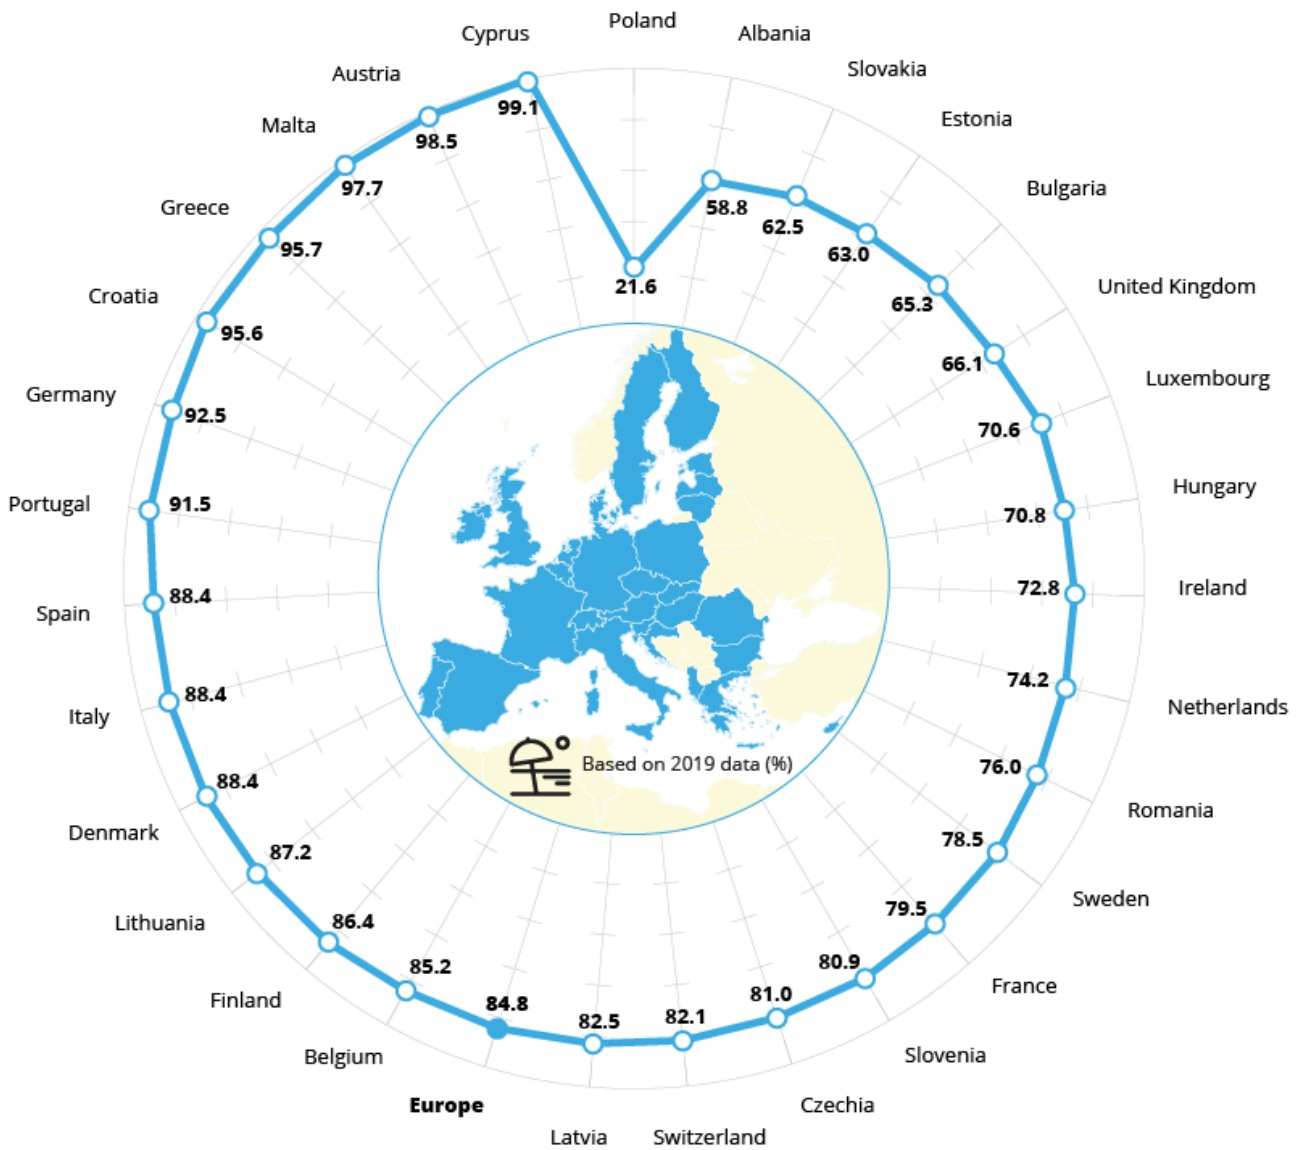 Poland
21.6
Albania
58.8
Slovakia
62.5
Estonia
63.0
Bulgaria
65.3
United Kingdom
66.1
Luxembourg
70.6
Hungary
70.8
Ireland
72.8
Netherlands
74.2
Romania
76.0
Sweden
78.5
France
79.5
Slovenia
80.9
Czechia
81.0
Switzerland
82.1
Latvia
82.5
Europe
84.8
Belgium
85.2
Finland
86.4
Lithuania
87.2
Denmark
88.4
Italy
88.4
Spain
88.4
Portugal
91.5
Germany
92.5
Croatia
95.6
Greece
95.7
Malta
97.7
Austria
98.5
Cyprus
99.1
Based on 2019 data (%)